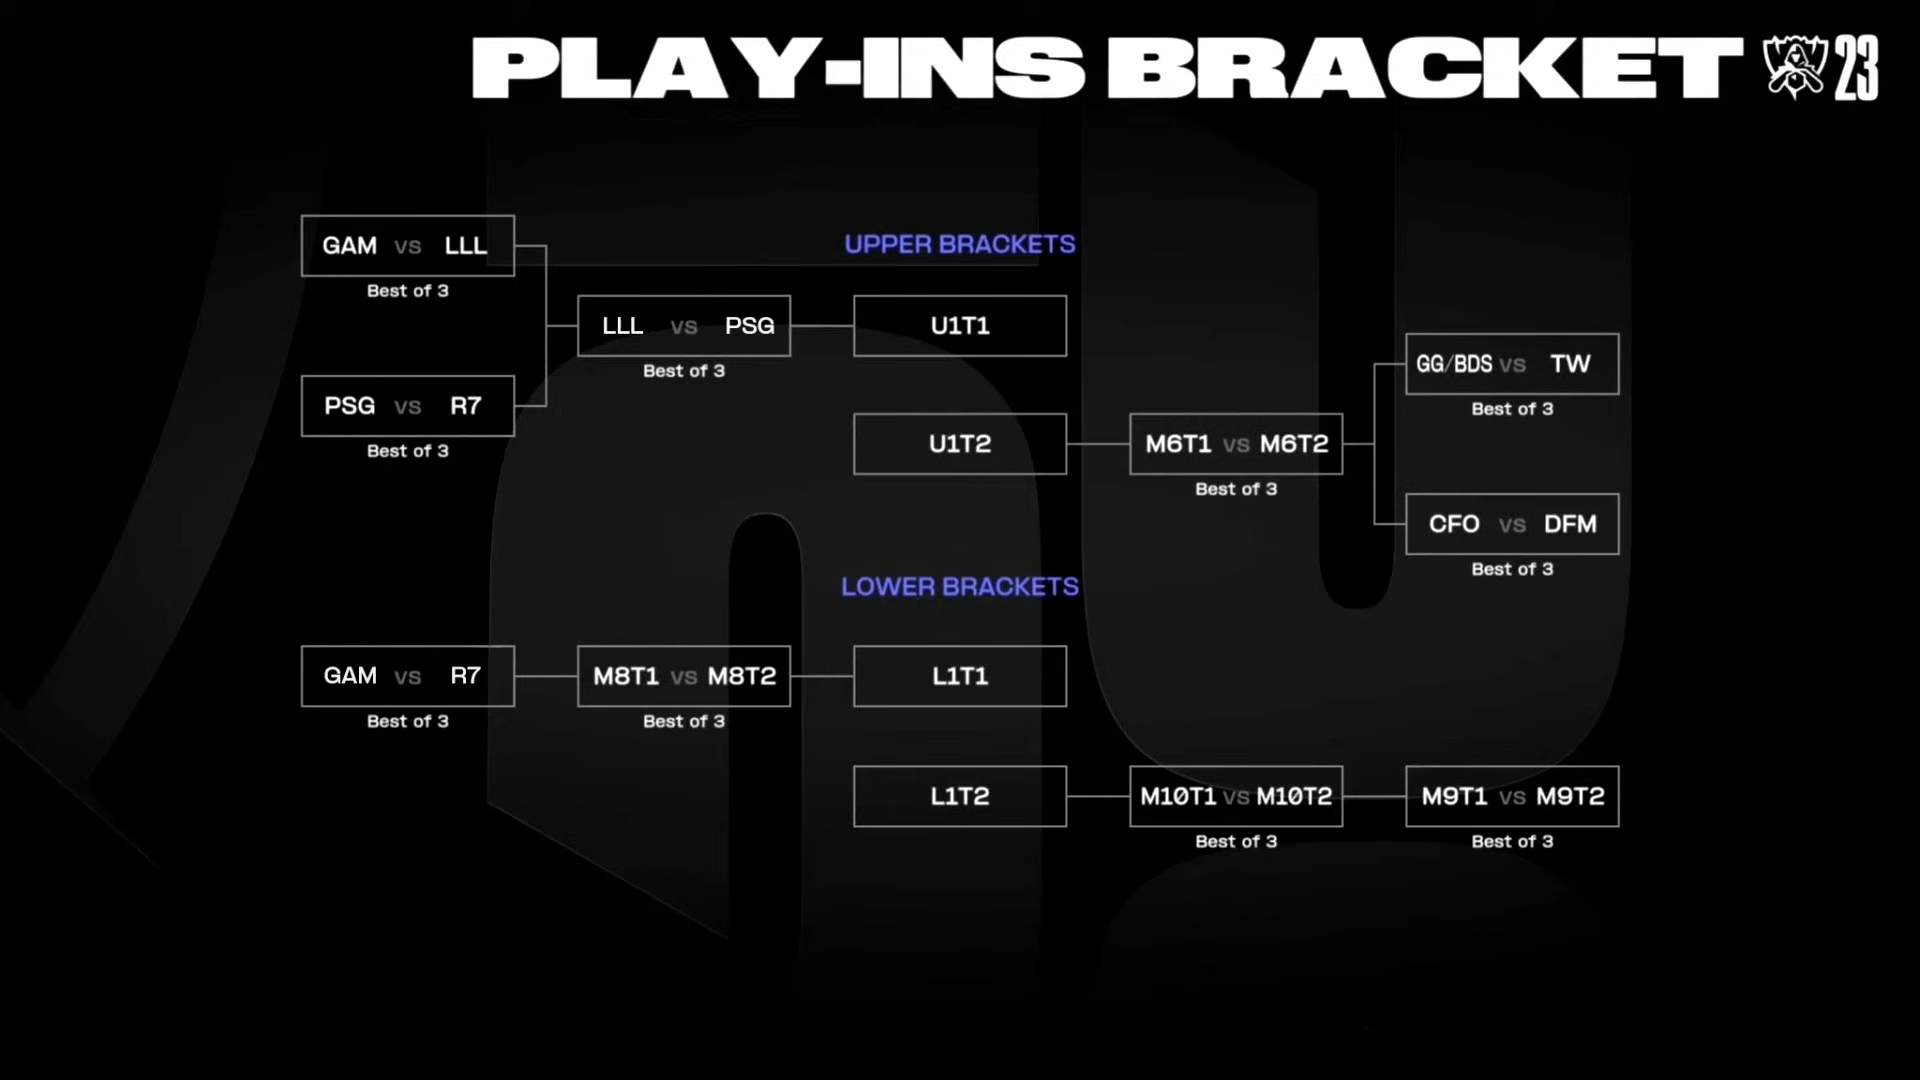 PLAY-INS BRACKET 23
GAM vs LLL
Best of 3
PSG vs R7
Best of 3
LLL vs PSG
Best of 3
UPPER BRACKETS
U1T1
U1T2
M6T1 vs M6T2
Best of 3
GG/BDS vs TW
Best of 3
CFO vs DFM
Best of 3
LOWER BRACKETS
GAM vs R7
Best of 3
M8T1 vs M8T2
Best of 3
L1T1
L1T2
M10T1 vs M10T2
Best of 3
M9T1 vs M9T2
Best of 3